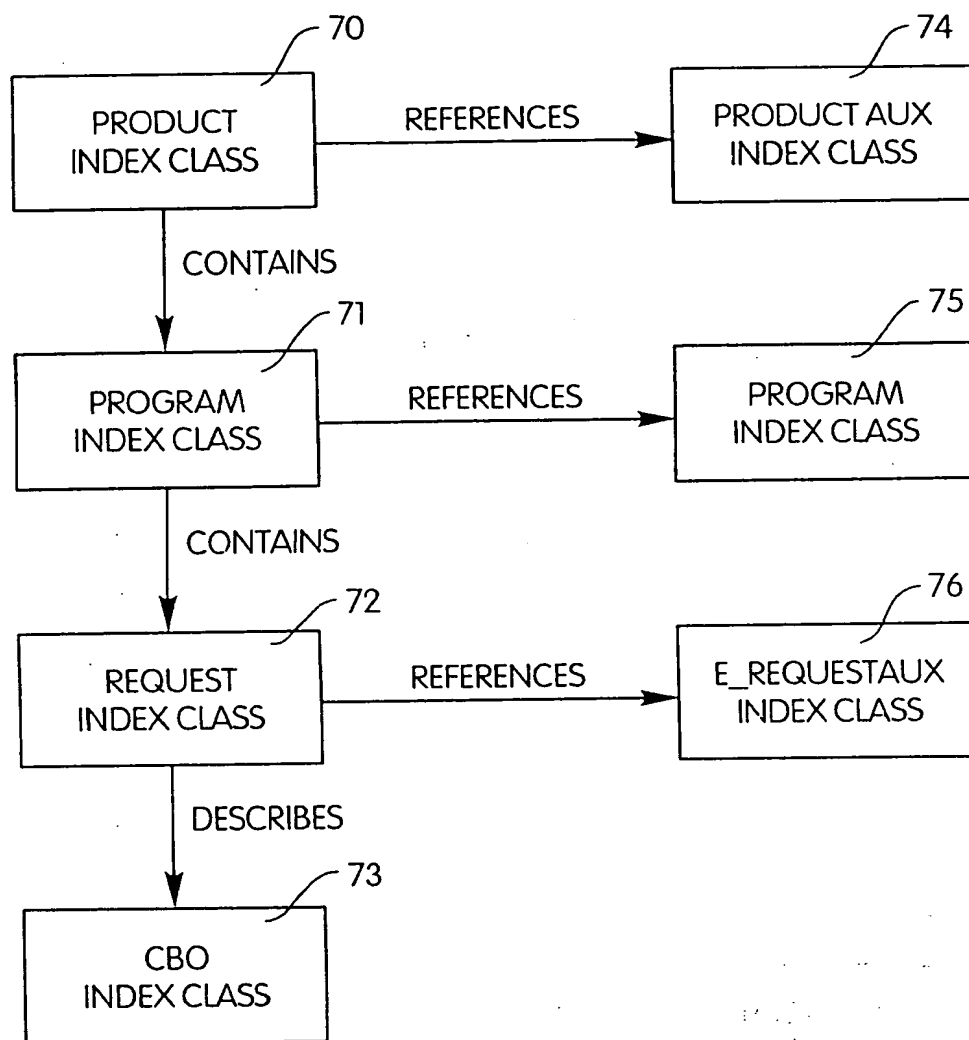 70
74
PRODUCT
INDEX CLASS
REFERENCES
PRODUCT AUX
INDEX CLASS
CONTAINS
71
75
PROGRAM
INDEX CLASS
REFERENCES
PROGRAM
INDEX CLASS
CONTAINS
72
76
REQUEST
INDEX CLASS
REFERENCES
E_REQUESTAUX
INDEX CLASS
DESCRIBES
73
CBO
INDEX CLASS